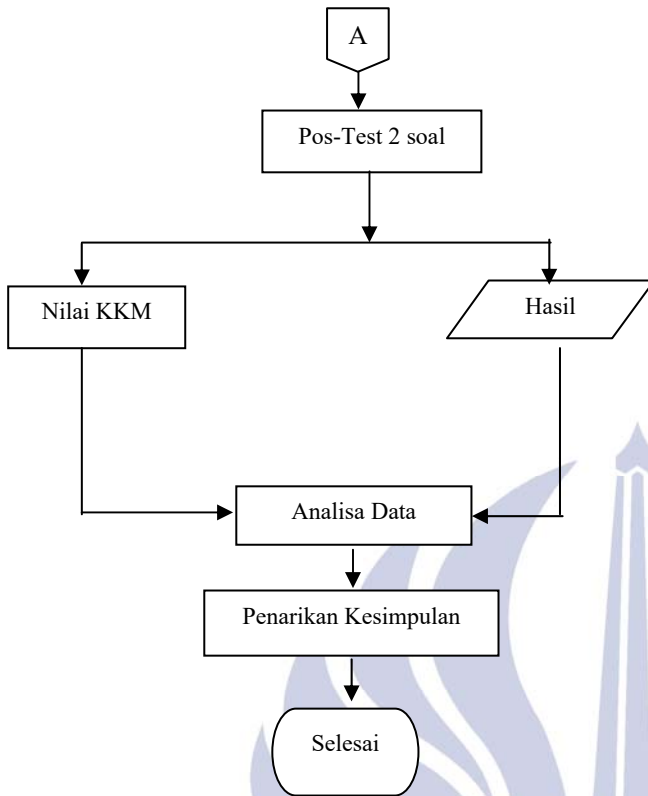 A
Pos-Test 2 soal
Nilai KKM
Hasil
Analisa Data
Penarikan Kesimpulan
Selesai